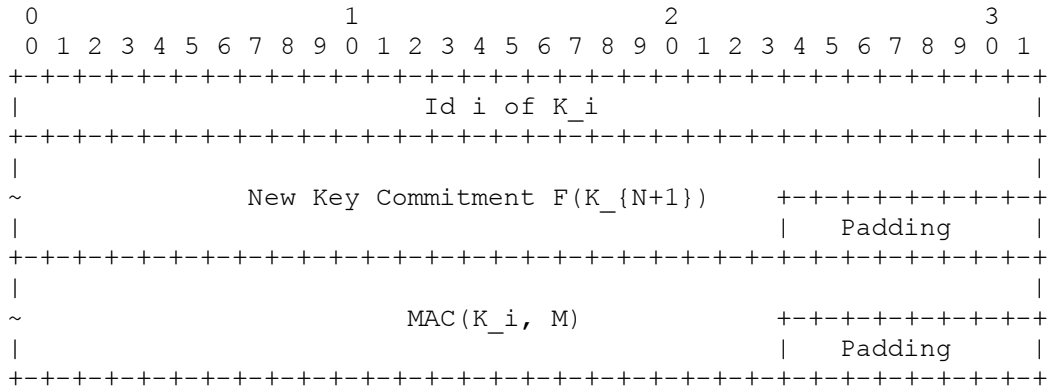 0                   1                   2                   3
 0 1 2 3 4 5 6 7 8 9 0 1 2 3 4 5 6 7 8 9 0 1 2 3 4 5 6 7 8 9 0 1
+-+-+-+-+-+-+-+-+-+-+-+-+-+-+-+-+-+-+-+-+-+-+-+-+-+-+-+-+-+-+-+-+
|                          Id i of K_i                          |
+-+-+-+-+-+-+-+-+-+-+-+-+-+-+-+-+-+-+-+-+-+-+-+-+-+-+-+-+-+-+-+-+
|                                                               |
~              New Key Commitment F(K_{N+1})    +-+-+-+-+-+-+-+-+
|                                               |   Padding     |
+-+-+-+-+-+-+-+-+-+-+-+-+-+-+-+-+-+-+-+-+-+-+-+-+-+-+-+-+-+-+-+-+
|                                                               |
~                        MAC(K_i, M)            +-+-+-+-+-+-+-+-+
|                                               |   Padding     |
+-+-+-+-+-+-+-+-+-+-+-+-+-+-+-+-+-+-+-+-+-+-+-+-+-+-+-+-+-+-+-+-+